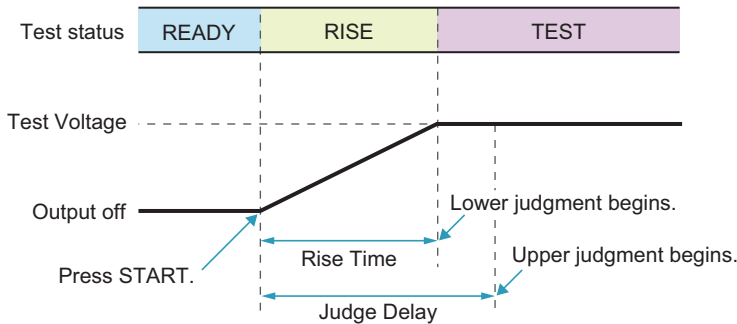 Test status
READY
RISE
TEST
Test Voltage
Output off
Lower judgment begins.
Rise Time
Upper judgment begins.
Press START.
Judge Delay